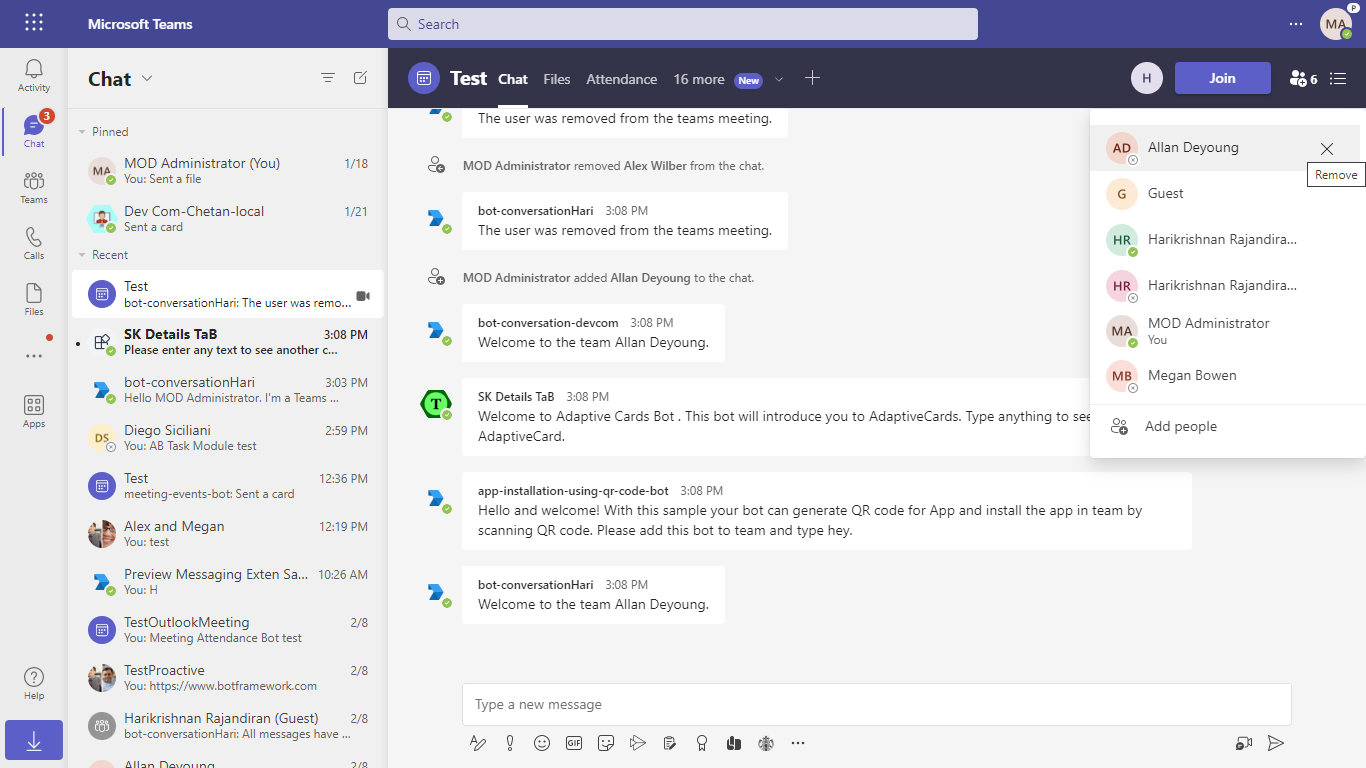 Microsoft Teams
Search
P
MA
Activity
3
Chat
Teams
Calls
Files
Apps
Help
Chat
Pinned
MA
MOD Administrator (You)
1/18
You: Sent a file
Dev Com-Chetan-local
1/21
Sent a card
Recent
Test
bot-conversationHari: The user was remo...
SK Details TaB
3:08 PM
Please enter any text to see another c...
bot-conversationHari
3:03 PM
Hello MOD Administrator. I'm a Teams ...
DS
Diego Siciliani
2:59 PM
You: AB Task Module test
Test
12:36 PM
meeting-events-bot: Sent a card
Alex and Megan
12:19 PM
You: test
Preview Messaging Exten Sa...
10:26 AM
You: H
TestOutlookMeeting
2/8
You: Meeting Attendance Bot test
TestProactive
2/8
You: https://www.botframework.com
Harikrishnan Rajandiran (Guest)
2/8
bot-conversationHari: All messages have ...
Allan Deyoung
2/8
Test
Chat
Files
Attendance
16 more
New
H
Join
6
The user was removed from the teams meeting.
MOD Administrator removed Alex Wilber from the chat.
bot-conversationHari 3:08 PM
The user was removed from the teams meeting.
MOD Administrator added Allan Deyoung to the chat.
bot-conversation-devcom 3:08 PM
Welcome to the team Allan Deyoung.
T
SK Details TaB 3:08 PM
Welcome to Adaptive Cards Bot . This bot will introduce you to AdaptiveCards. Type anything to see
AdaptiveCard.
app-installation-using-qr-code-bot 3:08 PM
Hello and welcome! With this sample your bot can generate QR code for App and install the app in team by
scanning QR code. Please add this bot to team and type hey.
bot-conversationHari 3:08 PM
Welcome to the team Allan Deyoung.
Type a new message
GIF
AD
Allan Deyoung
Remove
G
Guest
HR
Harikrishnan Rajandira...
HR
Harikrishnan Rajandira...
MA
MOD Administrator
You
MB
Megan Bowen
Add people